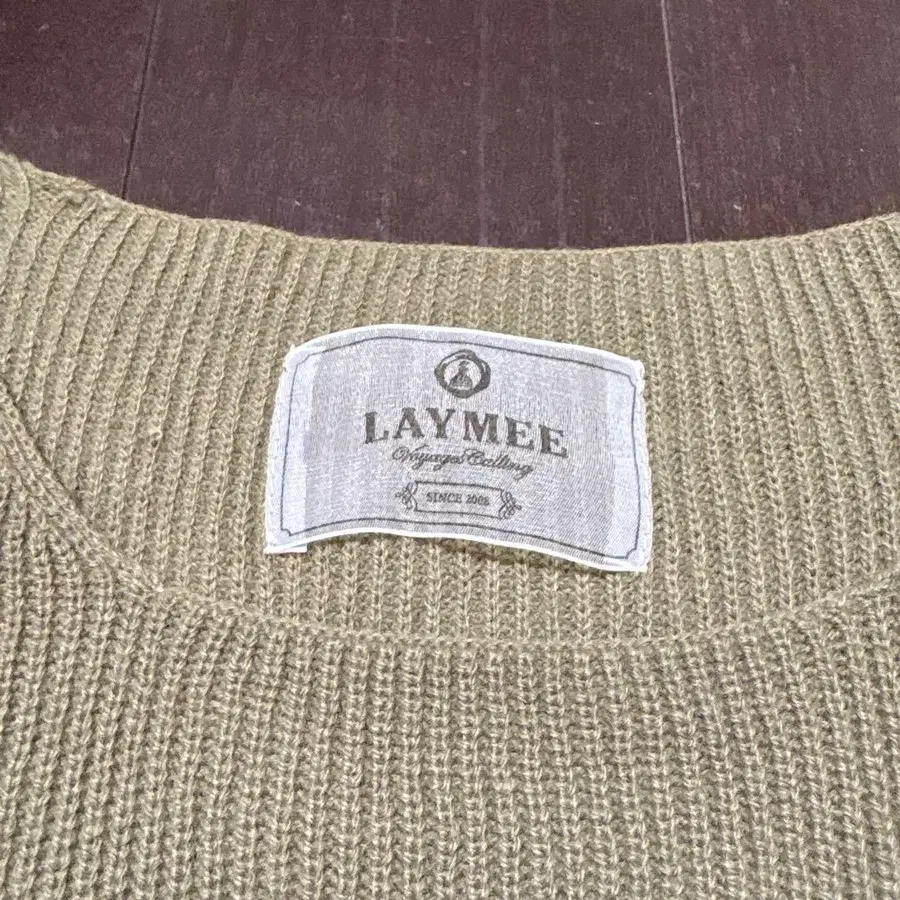 LAYMEE
Voyages Calling
SINCE 2008